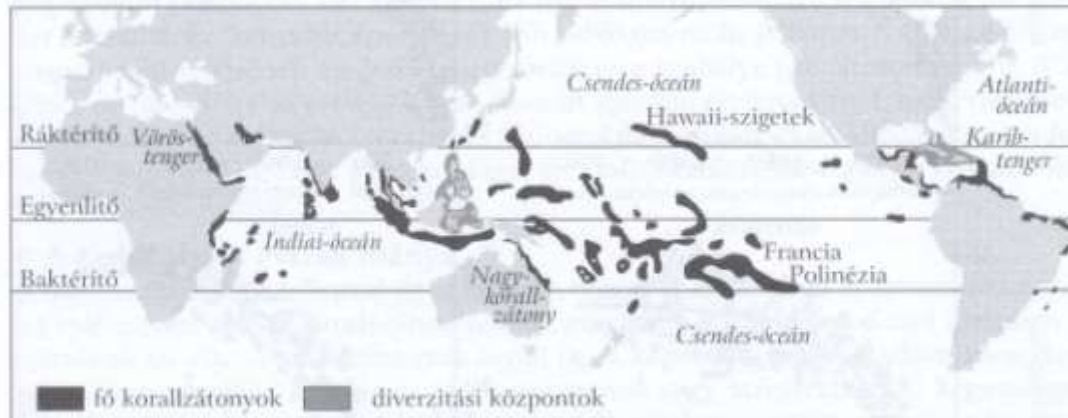 Csendes-óceán
Atlanti-
óceán
Hawaii-szigetek
Ráktérítő
Vörös-
tenger
Karib-
tenger
Egyenlítő
Indiai-óceán
Francia
Polinézia
Baktérítő
Nagy-
korall-
zátony
Csendes-óceán
fő korallzátonyok
diverzitási központok